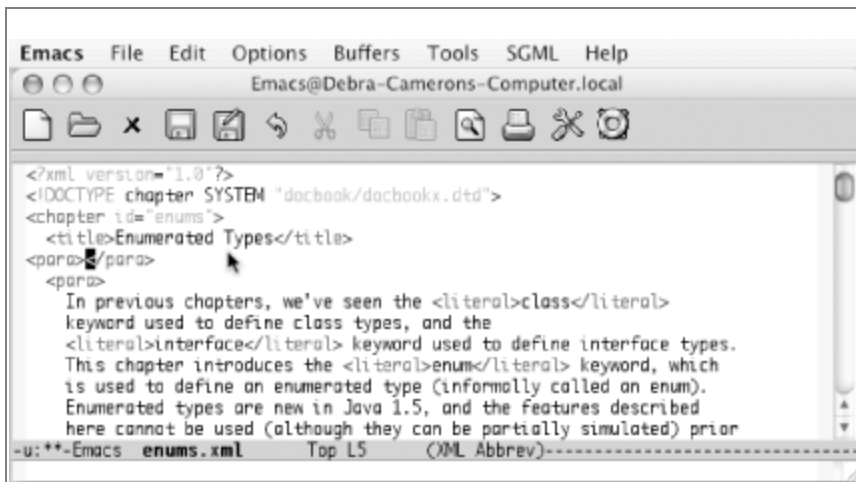 Emacs File Edit Options Buffers Tools SGML Help
Emacs@Debra-Camerons-Computer.local
<?xml version="1.0"?>
<!DOCTYPE chapter SYSTEM "docbook/docbookx.dtd">
<chapter id="enums">
<title>Enumerated Types</title>
<para></para>
<para>
In previous chapters, we've seen the <literal>class</literal>
keyword used to define class types, and the
<literal>interface</literal> keyword used to define interface types.
This chapter introduces the <literal>enum</literal> keyword, which
is used to define an enumerated type (informally called an enum).
Enumerated types are new in Java 1.5, and the features described
here cannot be used (although they can be partially simulated) prior
-u:**-Emacs enums.xml Top L5 (XML Abbrev)--------------------------------